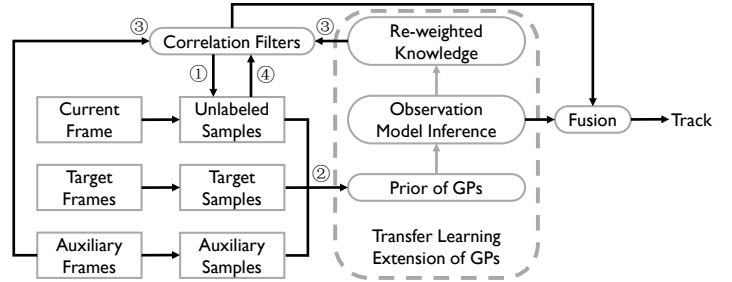 ③
Correlation Filters
③
Re-weighted
Knowledge
①
④
Current
Frame
Unlabeled
Samples
Observation
Model Inference
Fusion
Track
Target
Frames
Target
Samples
②
Prior of GPs
Auxiliary
Frames
Auxiliary
Samples
Transfer Learning
Extension of GPs